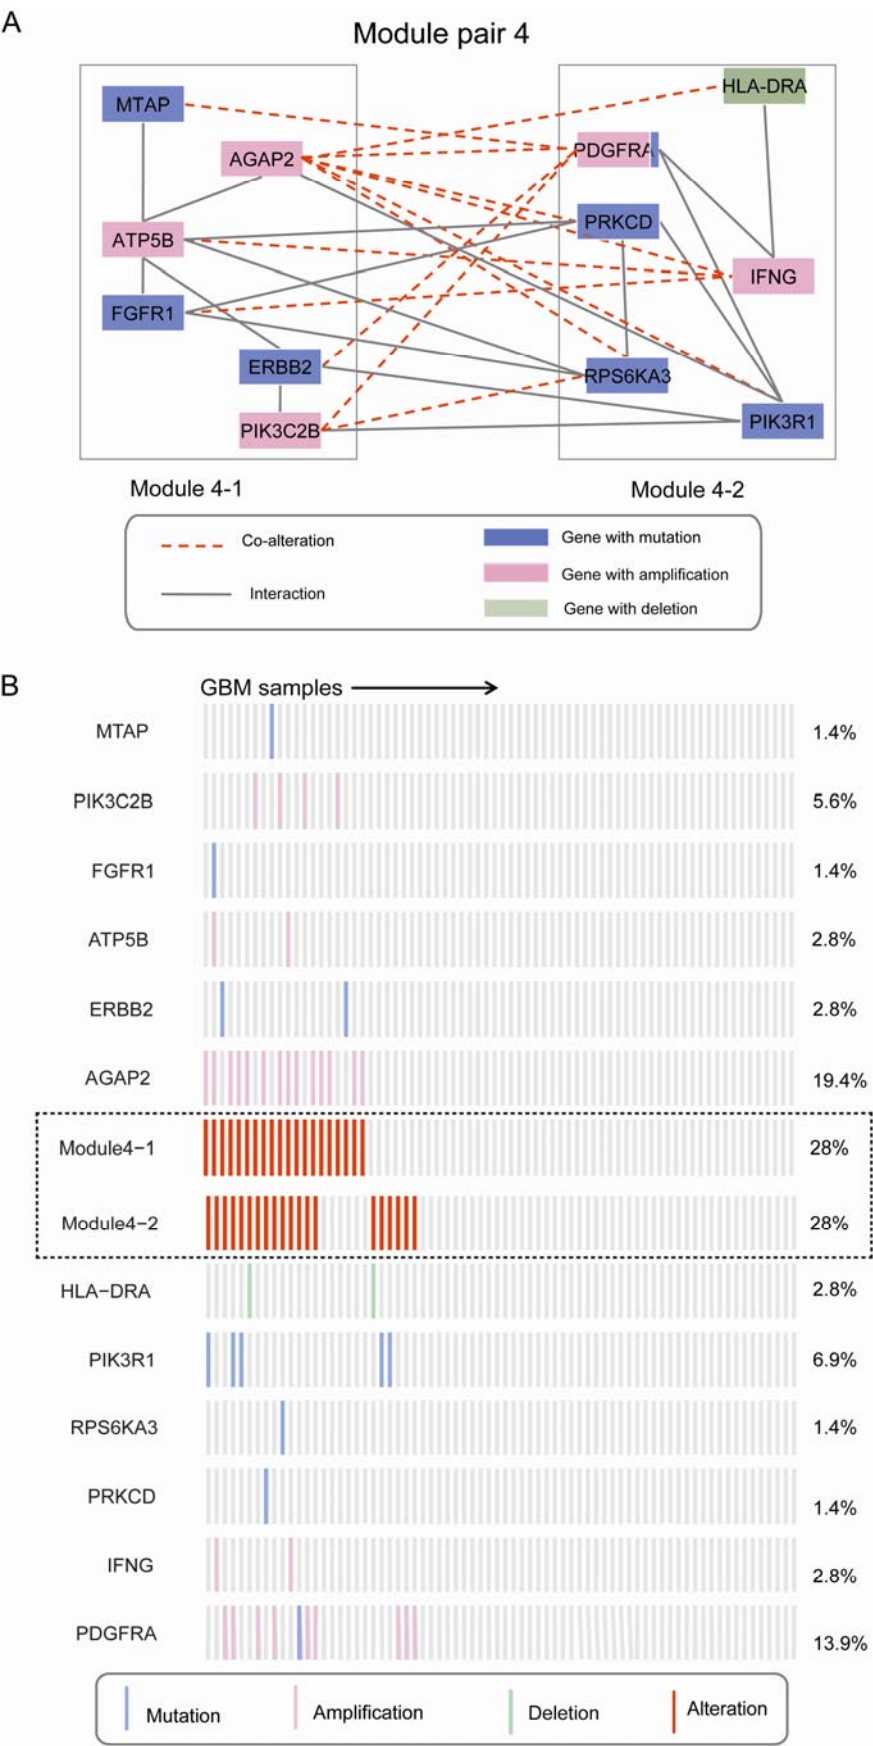 A
Module pair 4
HLA-DRA
MTAP
AGAP2
PDGFRA
PRKCD
ATP5B
IFNG
FGFR1
ERBB2
RPS6KA3
PIK3C2B
PIK3R1
Module 4-1
Module 4-2
Co-alteration
Gene with mutation
Gene with amplification
Interaction
Gene with deletion
B
GBM samples
MTAP 1.4%
PIK3C2B 5.6%
FGFR1 1.4%
ATP5B 2.8%
ERBB2 2.8%
AGAP2 19.4%
Module4−1 28%
Module4−2 28%
HLA−DRA 2.8%
PIK3R1 6.9%
RPS6KA3 1.4%
PRKCD 1.4%
IFNG 2.8%
PDGFRA 13.9%
Mutation Amplification Deletion Alteration